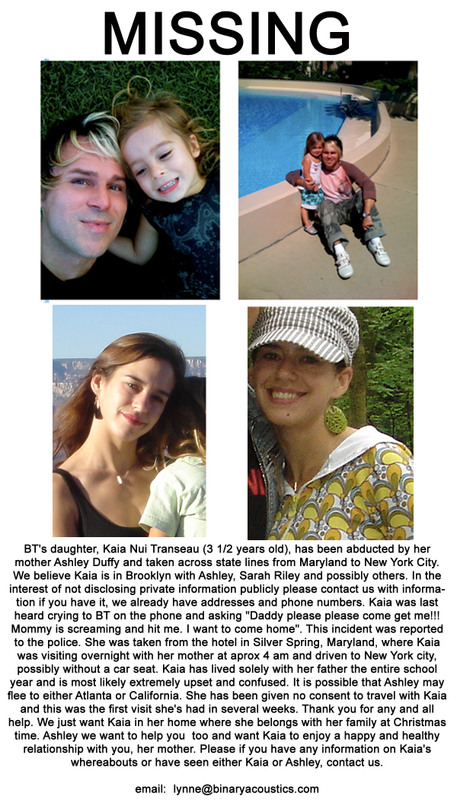 MISSING
BT's daughter, Kaia Nui Transeau (3 1/2 years old), has been abducted by her
mother Ashley Duffy and taken across state lines from Maryland to New York City.
We believe Kaia is in Brooklyn with Ashley, Sarah Riley and possibly others. In the
interest of not disclosing private information publicly please contact us with informa-
tion if you have it, we already have addresses and phone numbers. Kaia was last
heard crying to BT on the phone and asking "Daddy please please come get me!!!
Mommy is screaming and hit me. I want to come home". This incident was reported
to the police. She was taken from the hotel in Silver Spring, Maryland, where Kaia
was visiting overnight with her mother at aprox 4 am and driven to New York city,
possibly without a car seat. Kaia has lived solely with her father the entire school
year and is most likely extremely upset and confused. It is possible that Ashley may
flee to either Atlanta or California. She has been given no consent to travel with Kaia
and this was the first visit she's had in several weeks. Thank you for any and all
help. We just want Kaia in her home where she belongs with her family at Christmas
time. Ashley we want to help you  too and want Kaia to enjoy a happy and healthy
relationship with you, her mother. Please if you have any information on Kaia's
whereabouts or have seen either Kaia or Ashley, contact us.
email:  lynne@binaryacoustics.com